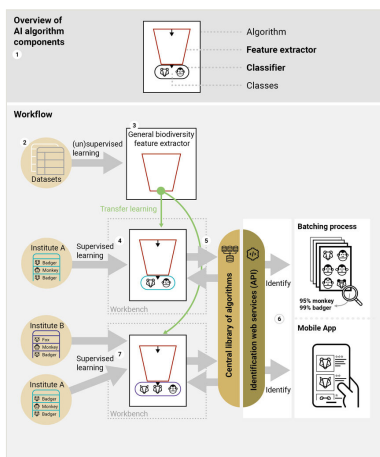 Overview of
AI algorithm
components
1
Algorithm
Feature extractor
Classifier
Classes
Workflow
2
Datasets
(un)supervised
learning
3
General biodiversity
feature extractor
Transfer learning
Institute A
Badger
Monkey
Badger
Supervised
learning
4
Workbench
5
Central library of algorithms
Identification web services (API)
Identify
Batching process
95% monkey
99% badger
6
Institute B
Fox
Monkey
Badger
Supervised
learning
7
Institute A
Badger
Monkey
Badger
Workbench
Identify
Mobile App